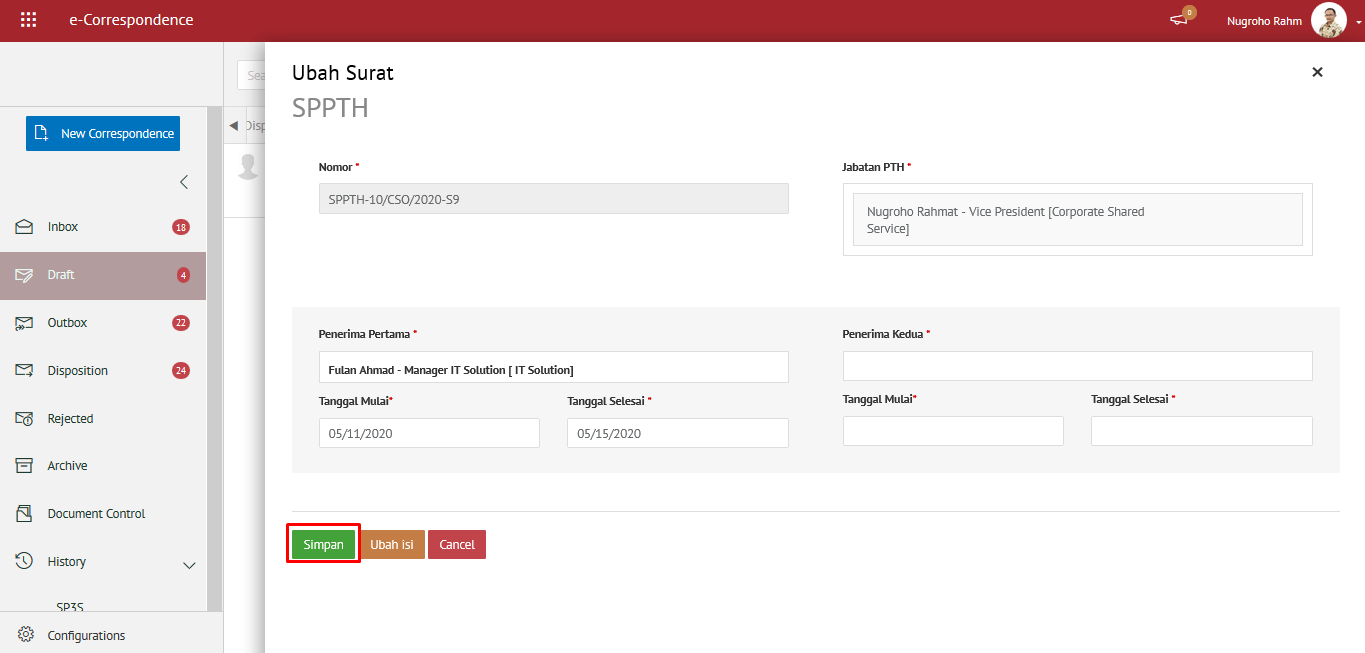 e-Correspondence
0
Nugroho Rahm
Ubah Surat
SPPTH
Sea
New Correspondence
Disp
Nomor *
Jabatan PTH *
SPPTH-10/CSO/2020-S9
Nugroho Rahmat - Vice President [Corporate Shared
Service]
Inbox
18
Draft
4
Outbox
22
Disposition
24
Rejected
Archive
Document Control
History
SP3S
Configurations
Penerima Pertama *
Penerima Kedua *
Fulan Ahmad - Manager IT Solution [ IT Solution]
Tanggal Mulai*
Tanggal Selesai *
Tanggal Mulai*
Tanggal Selesai *
05/11/2020
05/15/2020
Simpan
Ubah isi
Cancel